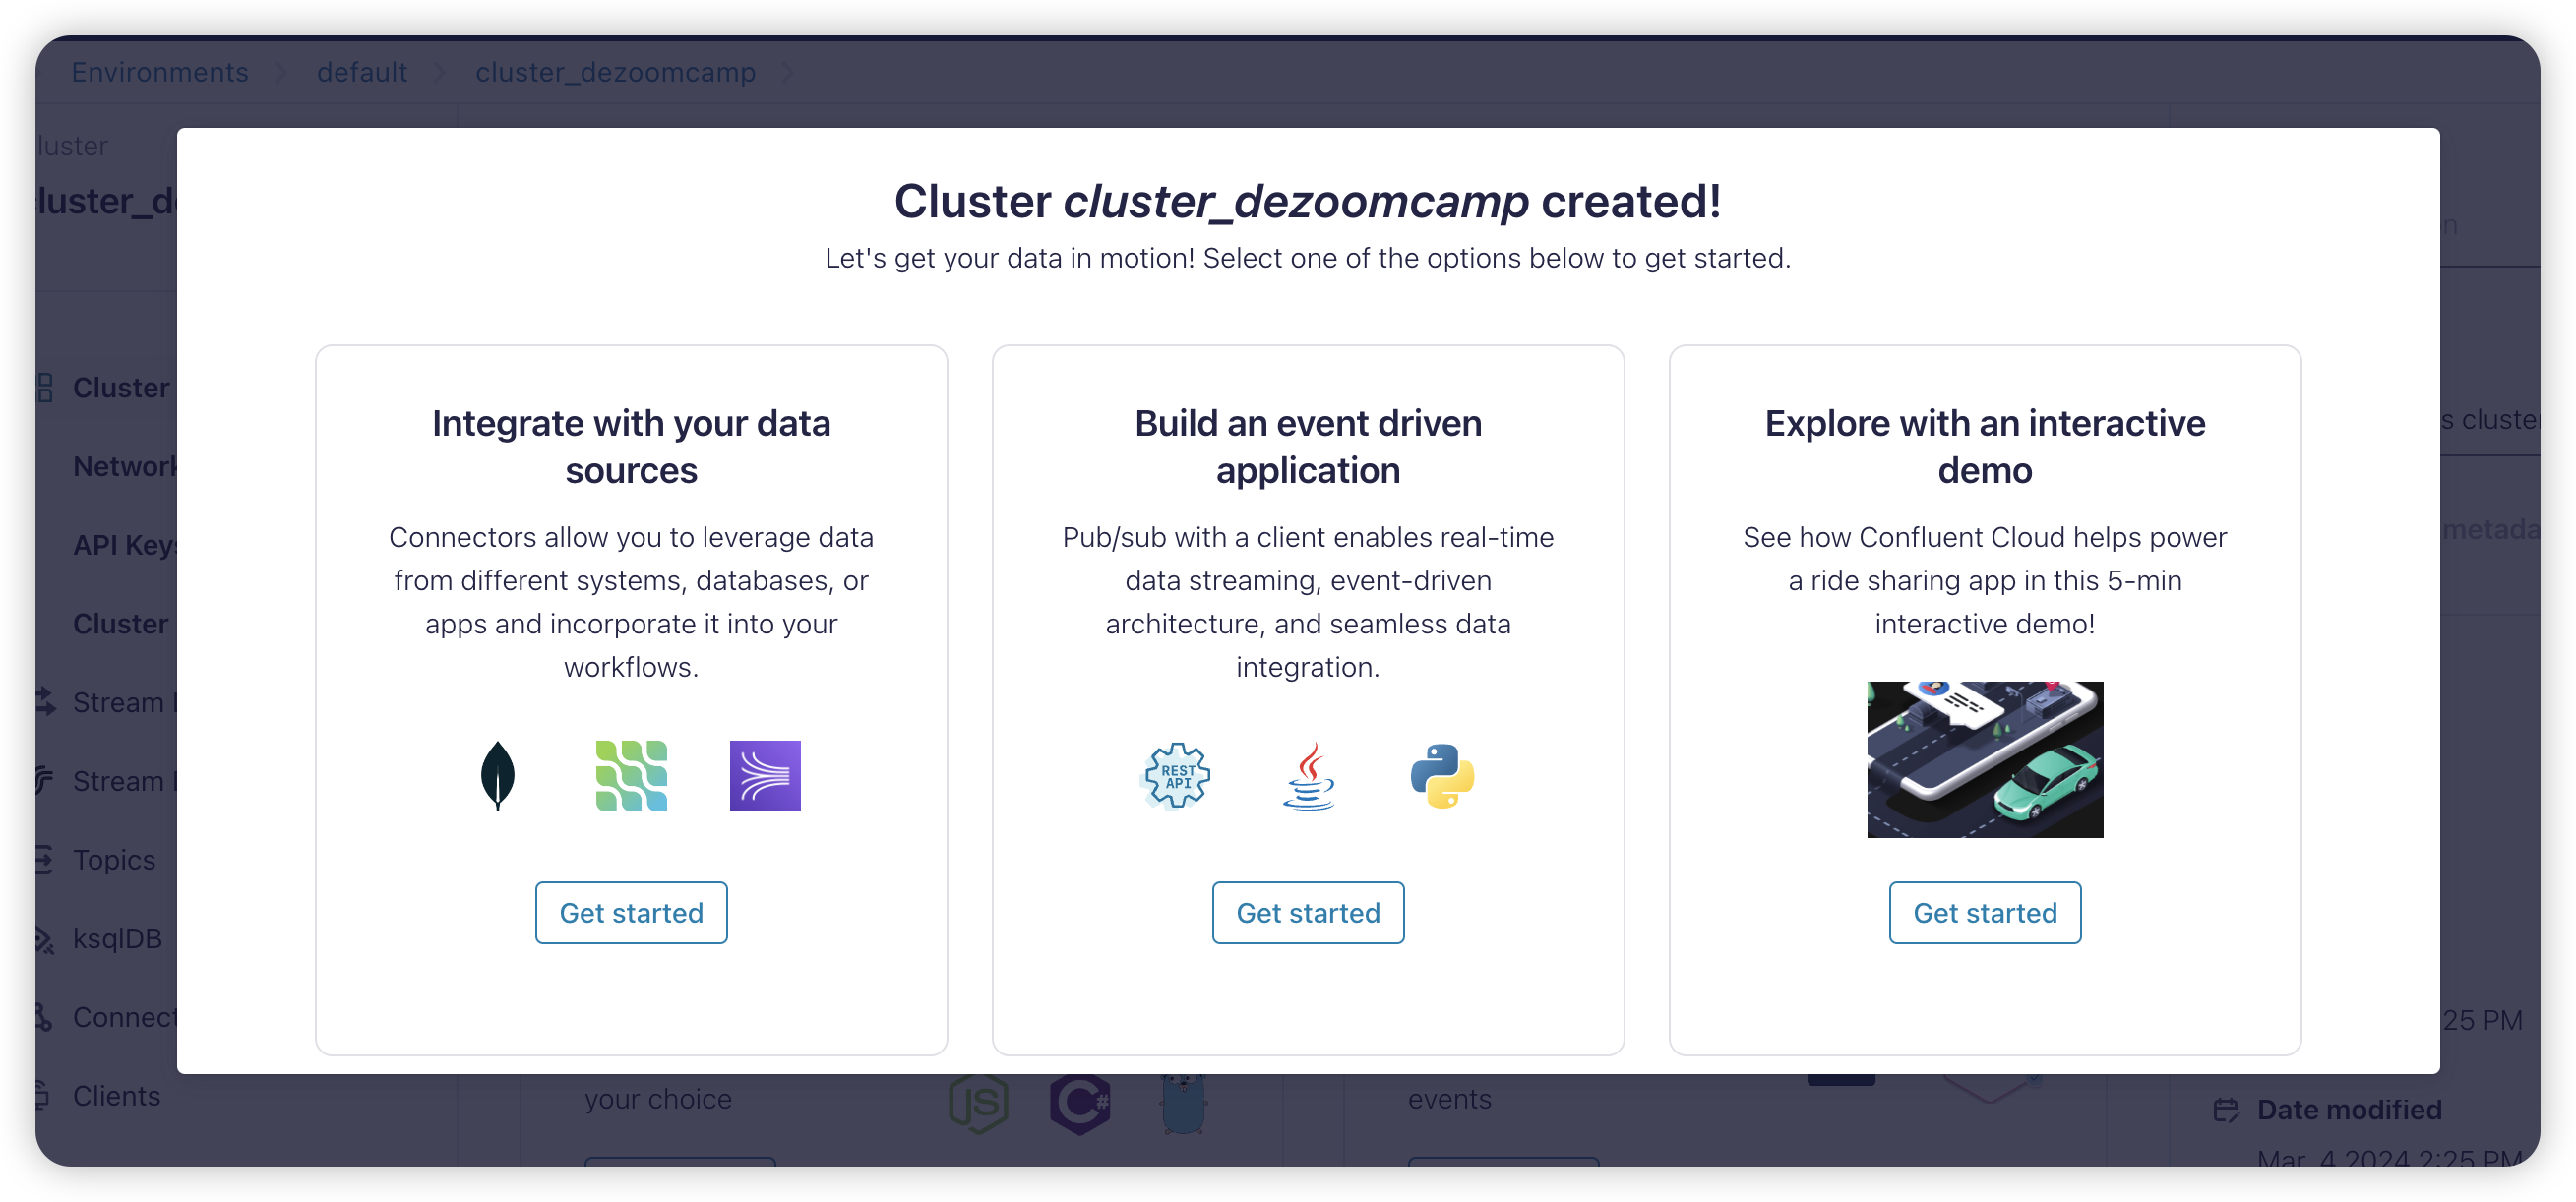 Environments
default
cluster_dezoomcamp
luster
cluster_d
Cluster
Network
API Keys
Cluster
Stream
Stream
Topics
ksqlDB
Connect
Clients
Cluster cluster_dezoomcamp created!
Let's get your data in motion! Select one of the options below to get started.
Integrate with your data
sources
Connectors allow you to leverage data
from different systems, databases, or
apps and incorporate it into your
workflows.
Get started
Build an event driven
application
Pub/sub with a client enables real-time
data streaming, event-driven
architecture, and seamless data
integration.
REST
API
Get started
Explore with an interactive
demo
See how Confluent Cloud helps power
a ride sharing app in this 5-min
interactive demo!
Get started
n
s cluster
metada
25 PM
your choice
JS
C#
events
Date modified
Mar. 4 2024 2:25 PM